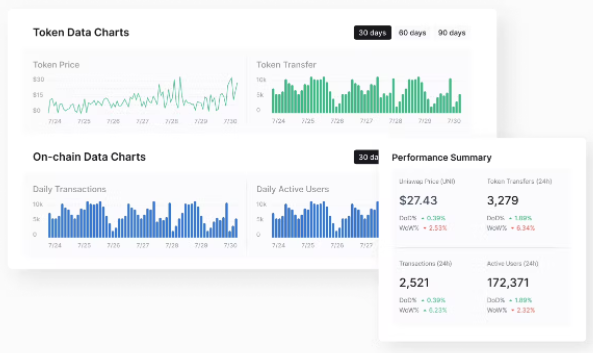 Token Data Charts
30 days 60 days 90 days
Token Price
$30
$15
$0
7/24 7/25 7/26 7/27 7/28 7/29 7/30
Token Transfer
10k
5k
0
7/24 7/25 7/26 7/27 7/28 7/29 7/30
On-chain Data Charts
30 da
Daily Transactions
10k
5k
0
7/24 7/25 7/26 7/27 7/28 7/29 7/30
Daily Active Users
10k
5k
0
7/24 7/25 7/26 7/27
Performance Summary
Uniswap Price (UNI)
$27.43
DoD% 0.39%
WoW% 2.53%
Token Transfers (24h)
3,279
DoD% 1.89%
WoW% 6.34%
Transactions (24h)
2,521
DoD% 0.39%
WoW% 6.23%
Active Users (24h)
172,371
DoD% 1.89%
WoW% 2.32%